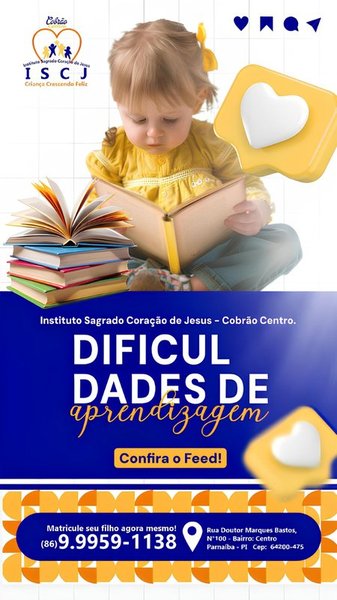 Cobrão
Instituto Sagrado Coração de Jesus
ISCJ
Criança Crescendo Feliz
Instituto Sagrado Coração de Jesus - Cobrão Centro.
DIFICUL
DADES DE
aprendizagem
Confira o Feed!
Matricule seu filho agora mesmo!
(86) 9.9959-1138
Rua Doutor Marques Bastos,
N°100 - Bairro: Centro
Parnaíba - PI Cep: 64200-475